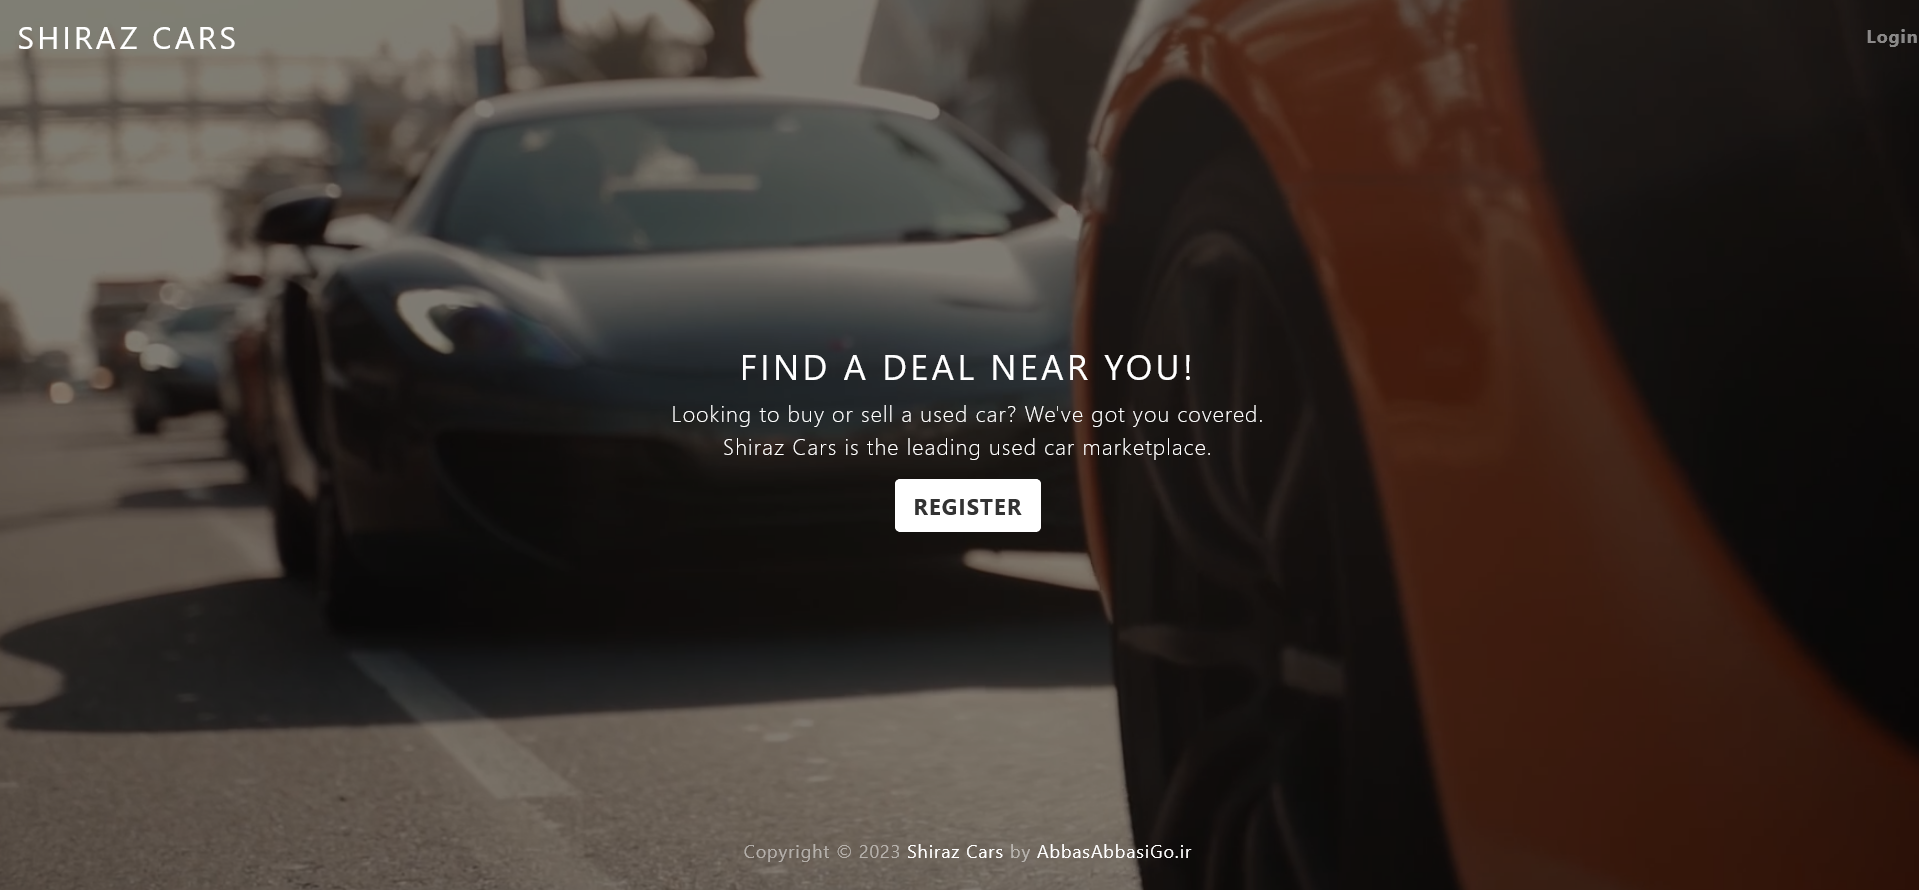 SHIRAZ CARS
Login
FIND A DEAL NEAR YOU!
Looking to buy or sell a used car? We've got you covered.
Shiraz Cars is the leading used car marketplace.
REGISTER
Copyright © 2023 Shiraz Cars by AbbasAbbasiGo.ir